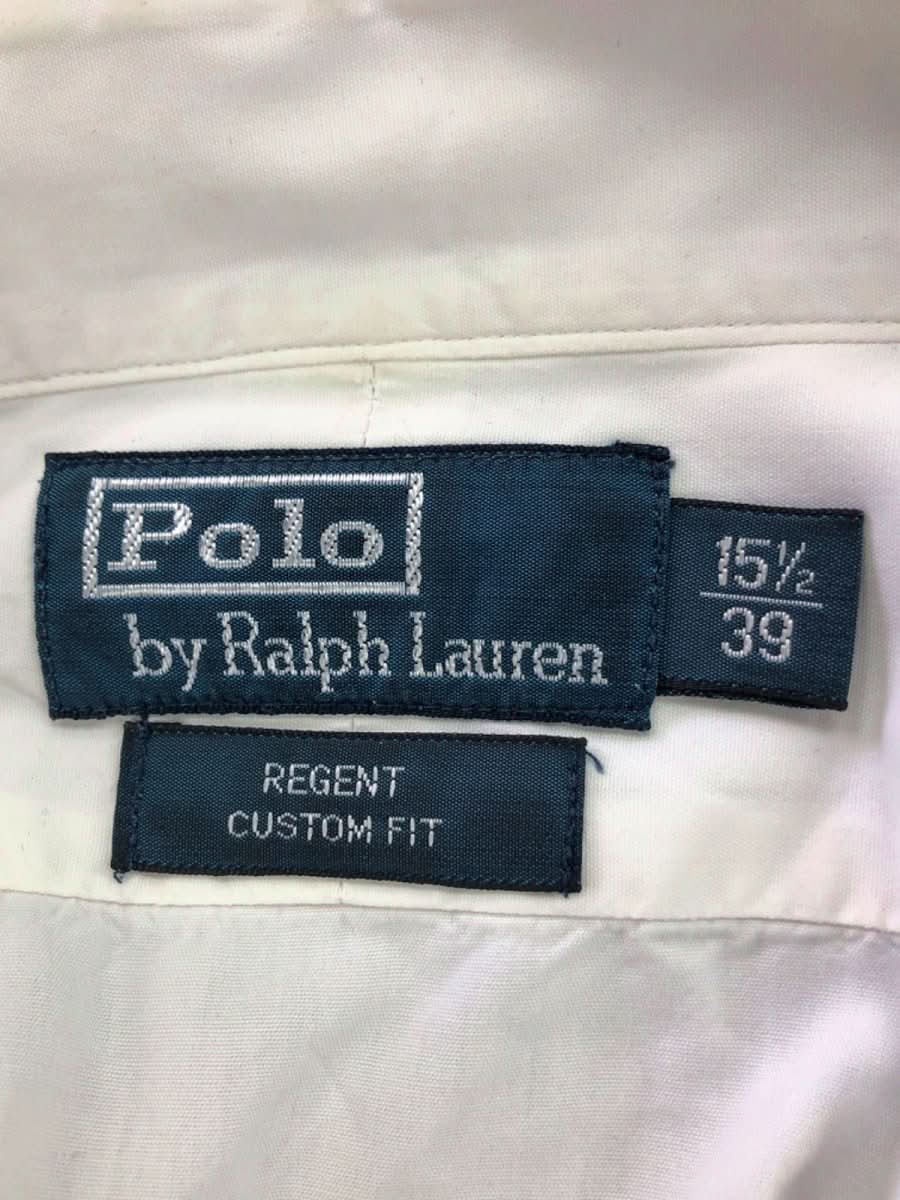 Polo
by Ralph Lauren
15½
39
REGENT
CUSTOM FIT